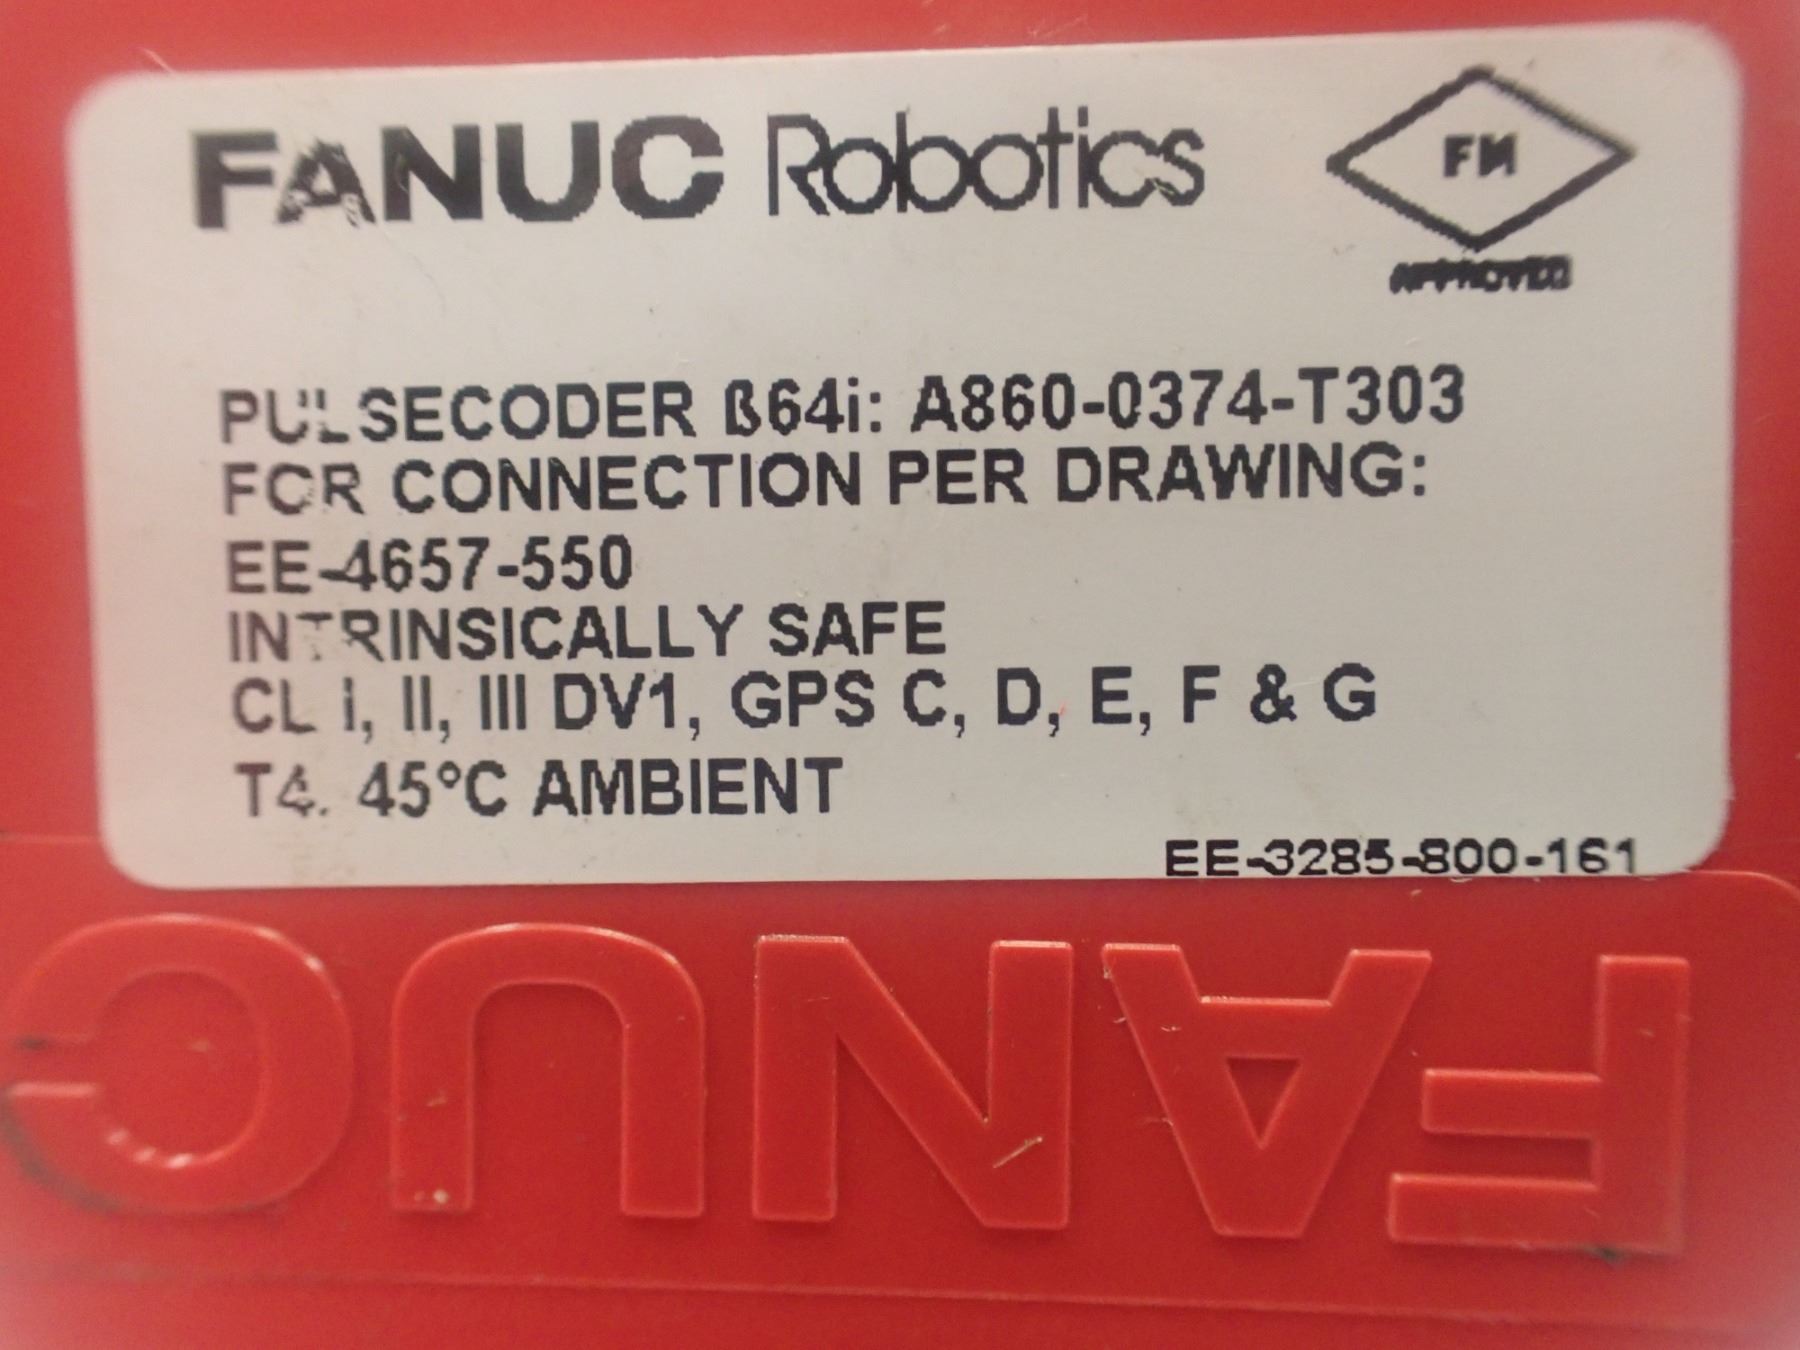 FANUC Robotics
FM
APPROVED
PULSECODER ß64i: A860-0374-T303
FOR CONNECTION PER DRAWING:
EE-4657-550
INTRINSICALLY SAFE
CL I, II, III DV1, GPS C, D, E, F & G
T4. 45°C AMBIENT
EE-3285-800-161
FANUC